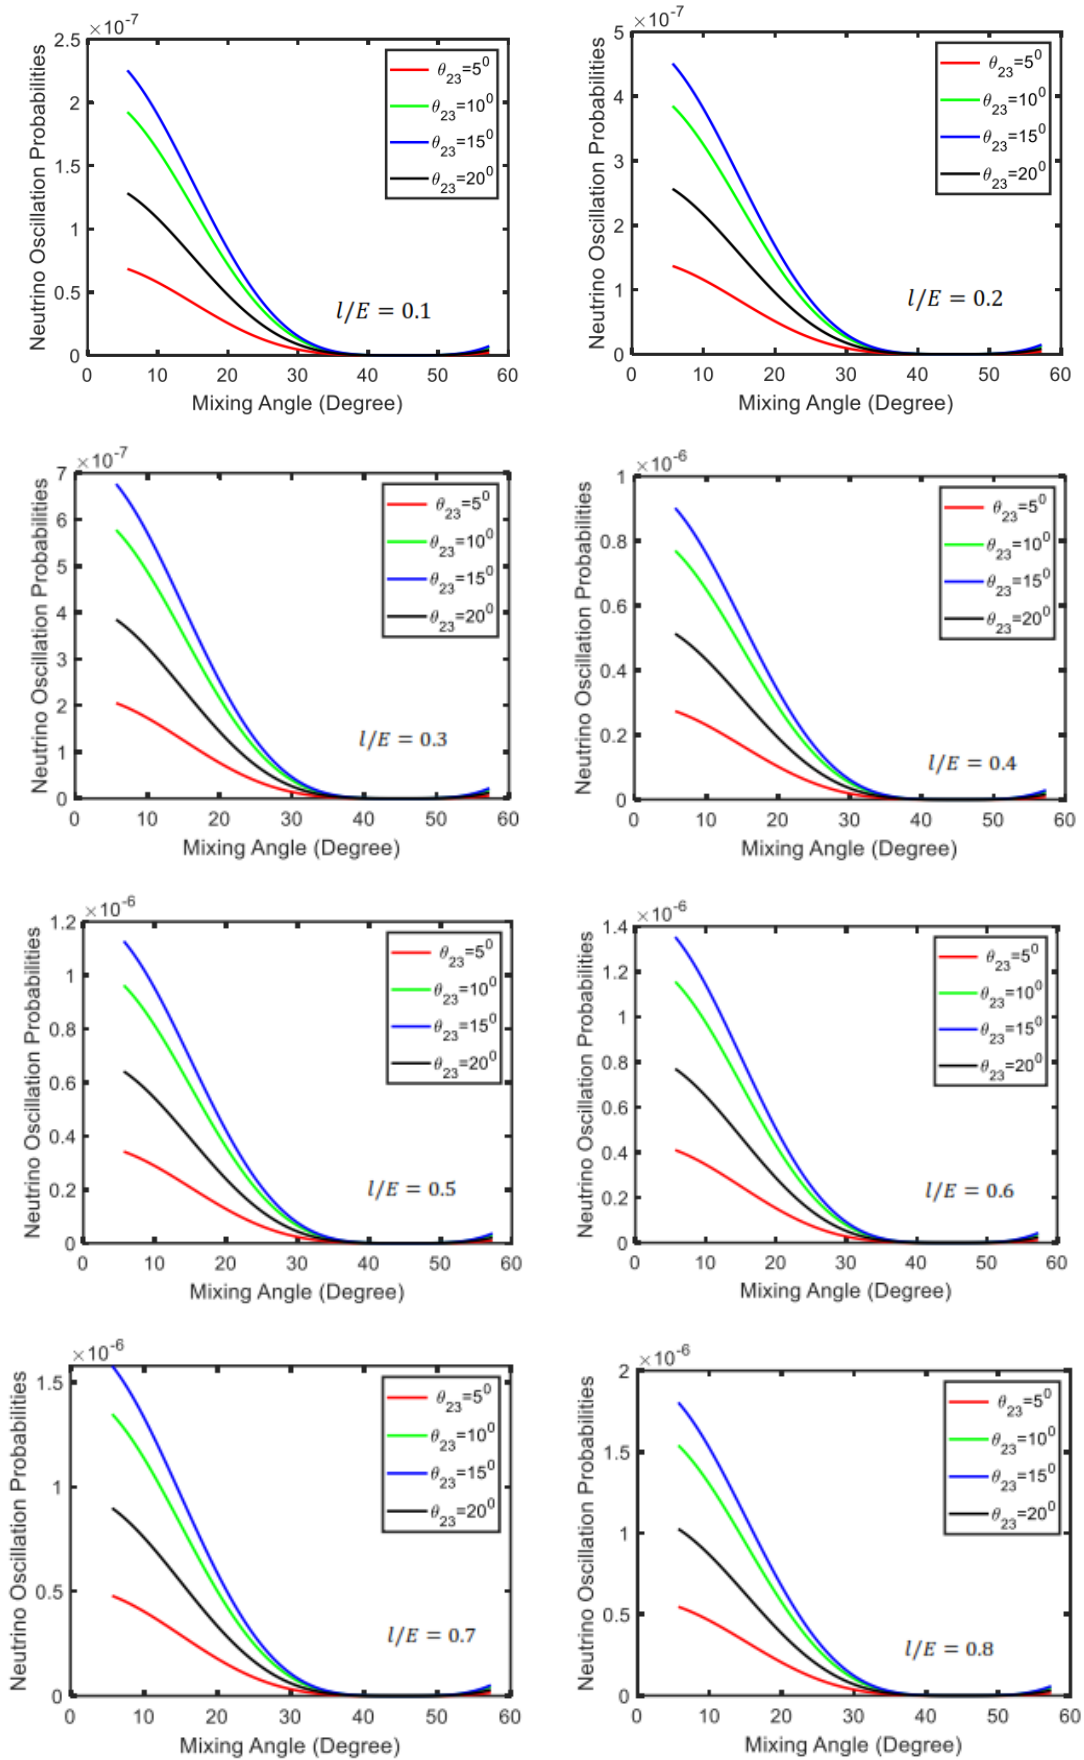 ×10-7
2.5
2
1.5
1
0.5
0
0 10 20 30 40 50 60
Neutrino Oscillation Probabilities
Mixing Angle (Degree)
θ23=5⁰
θ23=10⁰
θ23=15⁰
θ23=20⁰
l/E = 0.1
×10-7
5
4
3
2
1
0
0 10 20 30 40 50 60
Neutrino Oscillation Probabilities
Mixing Angle (Degree)
θ23=5⁰
θ23=10⁰
θ23=15⁰
θ23=20⁰
l/E = 0.2
×10-7
7
6
5
4
3
2
1
0
0 10 20 30 40 50 60
Neutrino Oscillation Probabilities
Mixing Angle (Degree)
θ23=5⁰
θ23=10⁰
θ23=15⁰
θ23=20⁰
l/E = 0.3
×10-6
1
0.8
0.6
0.4
0.2
0
0 10 20 30 40 50 60
Neutrino Oscillation Probabilities
Mixing Angle (Degree)
θ23=5⁰
θ23=10⁰
θ23=15⁰
θ23=20⁰
l/E = 0.4
×10-6
1.2
1
0.8
0.6
0.4
0.2
0
0 10 20 30 40 50 60
Neutrino Oscillation Probabilities
Mixing Angle (Degree)
θ23=5⁰
θ23=10⁰
θ23=15⁰
θ23=20⁰
l/E = 0.5
×10-6
1.4
1.2
1
0.8
0.6
0.4
0.2
0
0 10 20 30 40 50 60
Neutrino Oscillation Probabilities
Mixing Angle (Degree)
θ23=5⁰
θ23=10⁰
θ23=15⁰
θ23=20⁰
l/E = 0.6
×10-6
1.5
1
0.5
0
0 10 20 30 40 50 60
Neutrino Oscillation Probabilities
Mixing Angle (Degree)
θ23=5⁰
θ23=10⁰
θ23=15⁰
θ23=20⁰
l/E = 0.7
×10-6
2
1.5
1
0.5
0
0 10 20 30 40 50 60
Neutrino Oscillation Probabilities
Mixing Angle (Degree)
θ23=5⁰
θ23=10⁰
θ23=15⁰
θ23=20⁰
l/E = 0.8